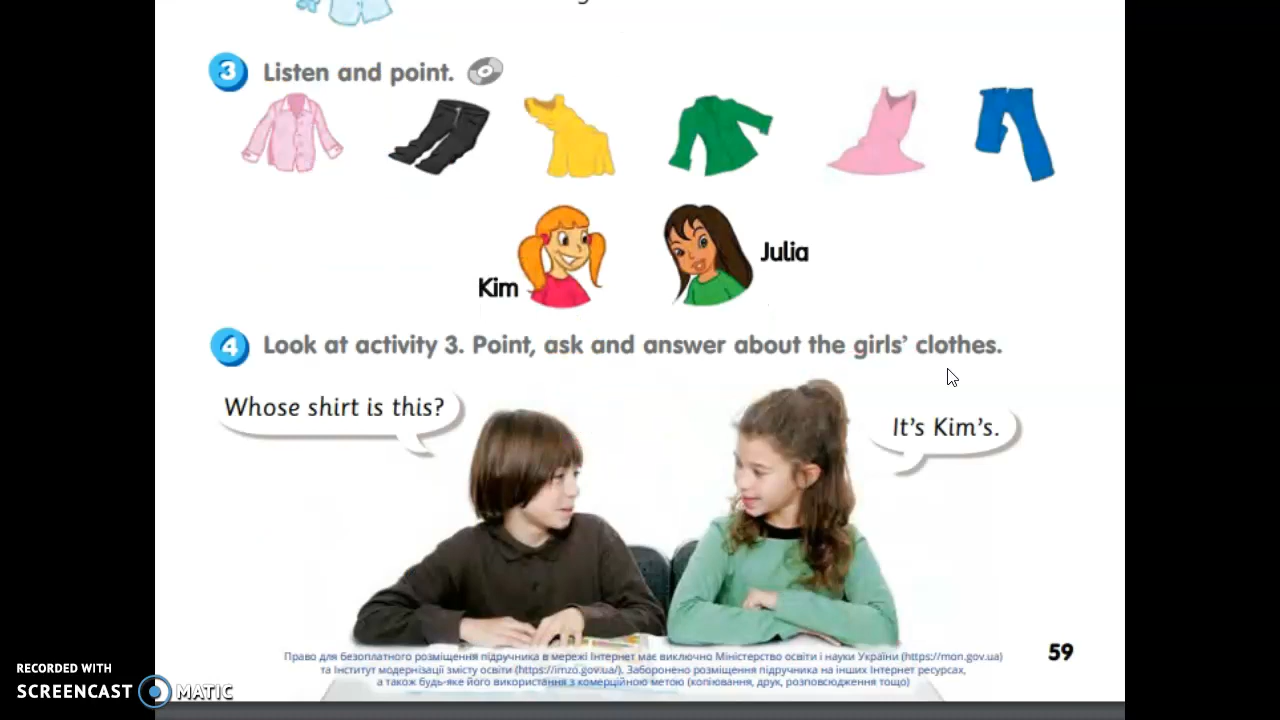 3 Listen and point.
Kim
Julia
4 Look at activity 3. Point, ask and answer about the girls’ clothes.
Whose shirt is this?
It’s Kim’s.
Право для безоплатного розміщення підручника в мережі Інтернет має виключно Міністерство освіти і науки України (https://mon.gov.ua)
та Інститут модернізації змісту освіти (https://imzo.gov.ua/). Заборонено розміщення підручника на інших Інтернет ресурсах,
а також будь-яке його використання з комерційною метою (копіювання, друк, розповсюдження тощо)
59
RECORDED WITH
SCREENCAST MATIC